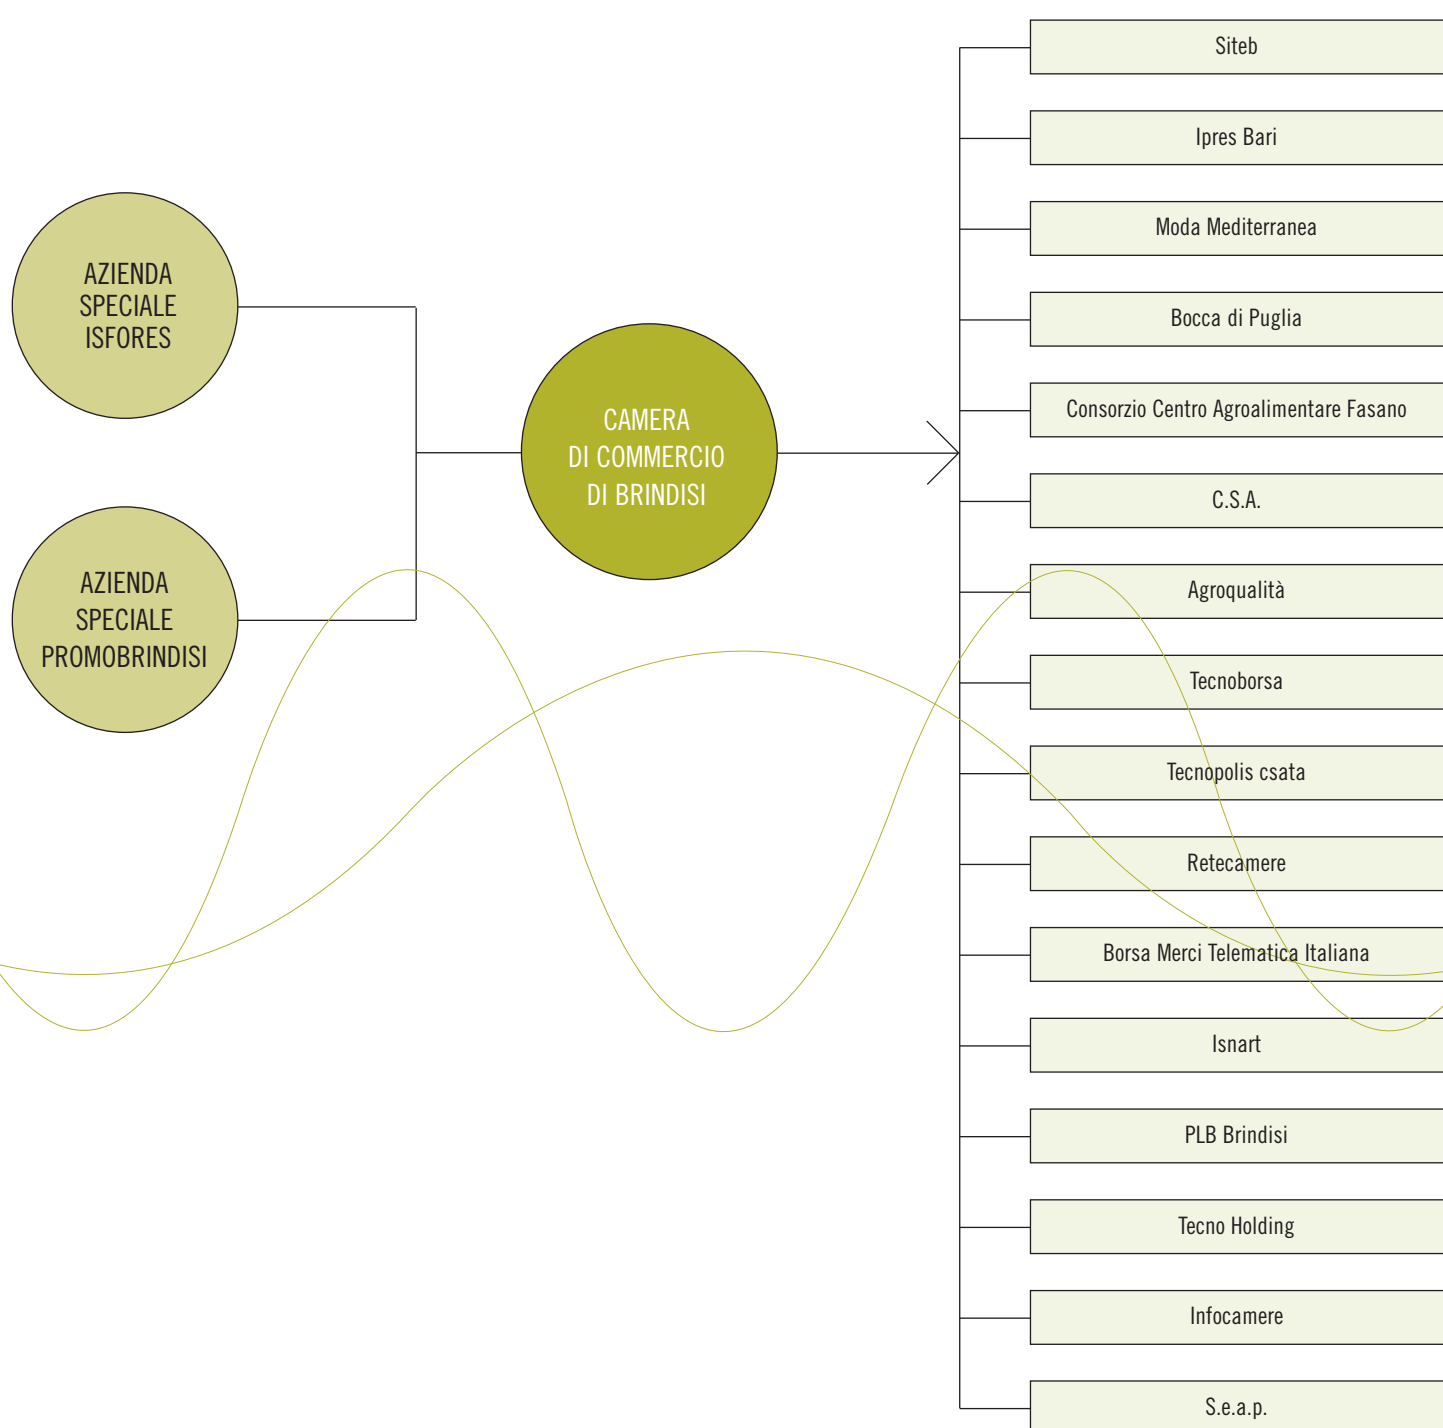 AZIENDA
SPECIALE
ISFORES
AZIENDA
SPECIALE
PROMOBRINDISI
CAMERA
DI COMMERCIO
DI BRINDISI
Siteb
Ipres Bari
Moda Mediterranea
Bocca di Puglia
Consorzio Centro Agroalimentare Fasano
C.S.A.
Agroqualità
Tecnoborsa
Tecnopolis csata
Retecamere
Borsa Merci Telematica Italiana
Isnart
PLB Brindisi
Tecno Holding
Infocamere
S.e.a.p.